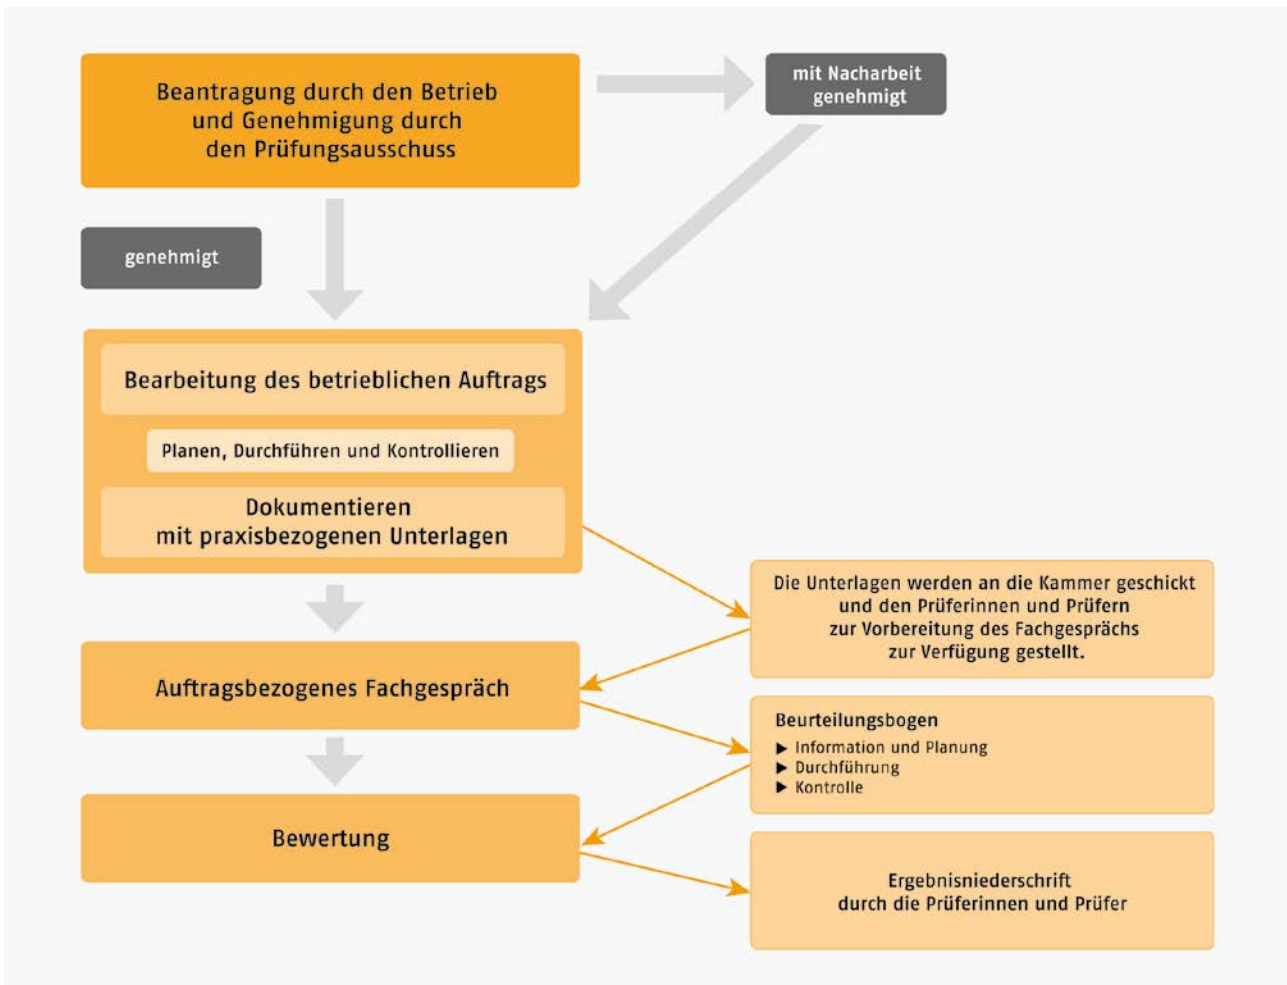 Beantragung durch den Betrieb
und Genehmigung durch
den Prüfungsausschuss
mit Nacharbeit
genehmigt
genehmigt
Bearbeitung des betrieblichen Auftrags
Planen, Durchführen und Kontrollieren
Dokumentieren
mit praxisbezogenen Unterlagen
Die Unterlagen werden an die Kammer geschickt
und den Prüferinnen und Prüfern
zur Vorbereitung des Fachgesprächs
zur Verfügung gestellt.
Auftragsbezogenes Fachgespräch
Beurteilungsbogen
▶ Information und Planung
▶ Durchführung
▶ Kontrolle
Bewertung
Ergebnisniederschrift
durch die Prüferinnen und Prüfer